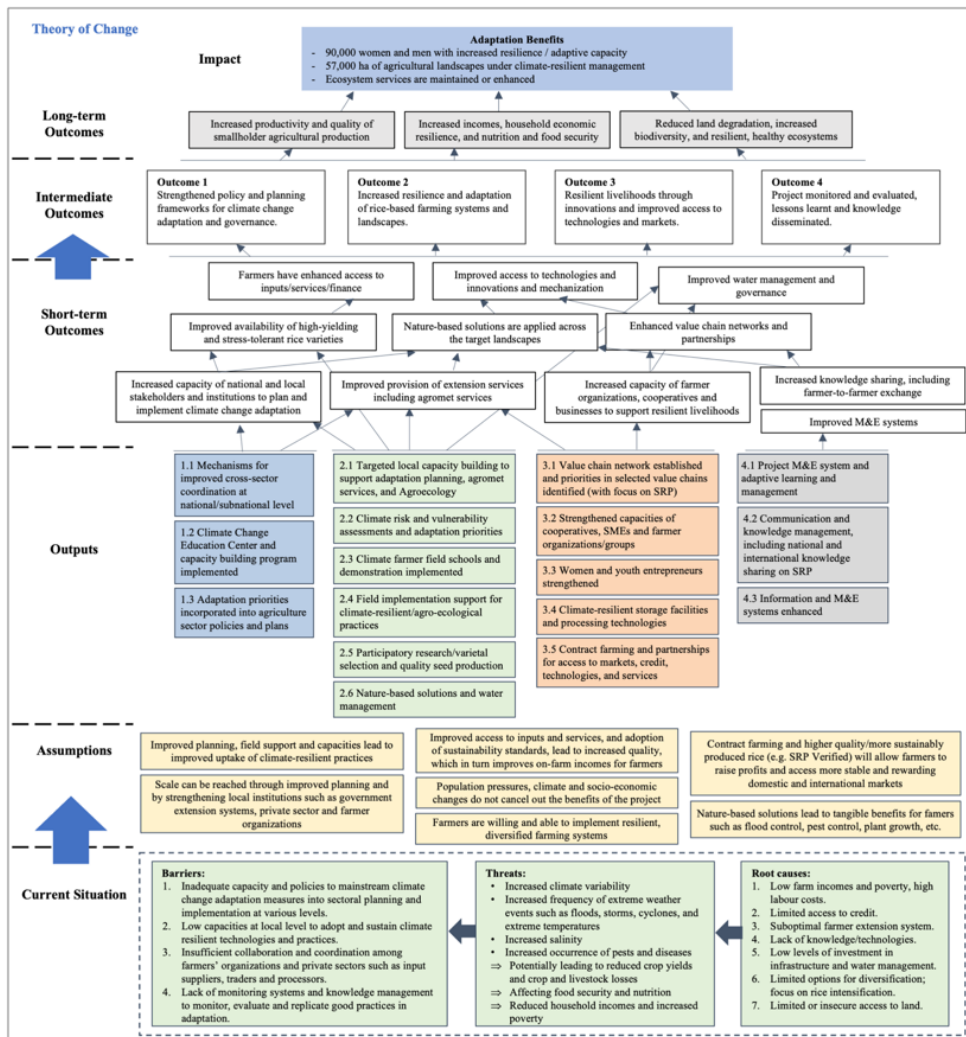 Theory of Change
Impact
Adaptation Benefits
- 90,000 women and men with increased resilience / adaptive capacity
- 57,000 ha of agricultural landscapes under climate-resilient management
- Ecosystem services are maintained or enhanced
Long-term
Outcomes
Increased productivity and quality of
smallholder agricultural production
Increased incomes, household economic
resilience, and nutrition and food security
Reduced land degradation, increased
biodiversity, and resilient, healthy ecosystems
Intermediate
Outcomes
Outcome 1
Strengthened policy and planning
frameworks for climate change
adaptation and governance.
Outcome 2
Increased resilience and adaptation
of rice-based farming systems and
landscapes.
Outcome 3
Resilient livelihoods through
innovations and improved access to
technologies and markets.
Outcome 4
Project monitored and evaluated,
lessons learnt and knowledge
disseminated.
Short-term
Outcomes
Farmers have enhanced access to
inputs/services/finance
Improved access to technologies and
innovations and mechanization
Improved water management and
governance
Improved availability of high-yielding
and stress-tolerant rice varieties
Nature-based solutions are applied across
the target landscapes
Enhanced value chain networks and
partnerships
Increased capacity of national and local
stakeholders and institutions to plan and
implement climate change adaptation
Improved provision of extension services
including agromet services
Increased capacity of farmer
organizations, cooperatives and
businesses to support resilient livelihoods
Increased knowledge sharing, including
farmer-to-farmer exchange
Improved M&E systems
Outputs
1.1 Mechanisms for
improved cross-sector
coordination at
national/subnational level
1.2 Climate Change
Education Center and
capacity building program
implemented
1.3 Adaptation priorities
incorporated into agriculture
sector policies and plans
2.1 Targeted local capacity building to
support adaptation planning, agromet
services, and Agroecology
2.2 Climate risk and vulnerability
assessments and adaptation priorities
2.3 Climate farmer field schools and
demonstration implemented
2.4 Field implementation support for
climate-resilient/agro-ecological
practices
2.5 Participatory research/varietal
selection and quality seed production
2.6 Nature-based solutions and water
management
3.1 Value chain network established
and priorities in selected value chains
identified (with focus on SRP)
3.2 Strengthened capacities of
cooperatives, SMEs and farmer
organizations/groups
3.3 Women and youth entrepreneurs
strengthened
3.4 Climate-resilient storage facilities
and processing technologies
3.5 Contract farming and partnerships
for access to markets, credit,
technologies, and services
4.1 Project M&E system and
adaptive learning and
management
4.2 Communication and
knowledge management,
including national and
international knowledge
sharing on SRP
4.3 Information and M&E
systems enhanced
Assumptions
Improved planning, field support and capacities lead to
improved uptake of climate-resilient practices
Scale can be reached through improved planning and
by strengthening local institutions such as government
extension systems, private sector and farmer
organizations
Improved access to inputs and services, and adoption
of sustainability standards, lead to increased quality,
which in turn improves on-farm incomes for farmers
Population pressures, climate and socio-economic
changes do not cancel out the benefits of the project
Farmers are willing and able to implement resilient,
diversified farming systems
Contract farming and higher quality/more sustainably
produced rice (e.g. SRP Verified) will allow farmers to
raise profits and access more stable and rewarding
domestic and international markets
Nature-based solutions lead to tangible benefits for famers
such as flood control, pest control, plant growth, etc.
Current Situation
Barriers:
1. Inadequate capacity and policies to mainstream climate
change adaptation measures into sectoral planning and
implementation at various levels.
2. Low capacities at local level to adopt and sustain climate
resilient technologies and practices.
3. Insufficient collaboration and coordination among
farmers' organizations and private sectors such as input
suppliers, traders and processors.
4. Lack of monitoring systems and knowledge management
to monitor, evaluate and replicate good practices in
adaptation.
Threats:
• Increased climate variability
• Increased frequency of extreme weather
events such as floods, storms, cyclones, and
extreme temperatures
• Increased salinity
• Increased occurrence of pests and diseases
⇒ Potentially leading to reduced crop yields
and crop and livestock losses
⇒ Affecting food security and nutrition
⇒ Reduced household incomes and increased
poverty
Root causes:
1. Low farm incomes and poverty, high
labour costs.
2. Limited access to credit.
3. Suboptimal farmer extension system.
4. Lack of knowledge/technologies.
5. Low levels of investment in
infrastructure and water management.
6. Limited options for diversification;
focus on rice intensification.
7. Limited or insecure access to land.